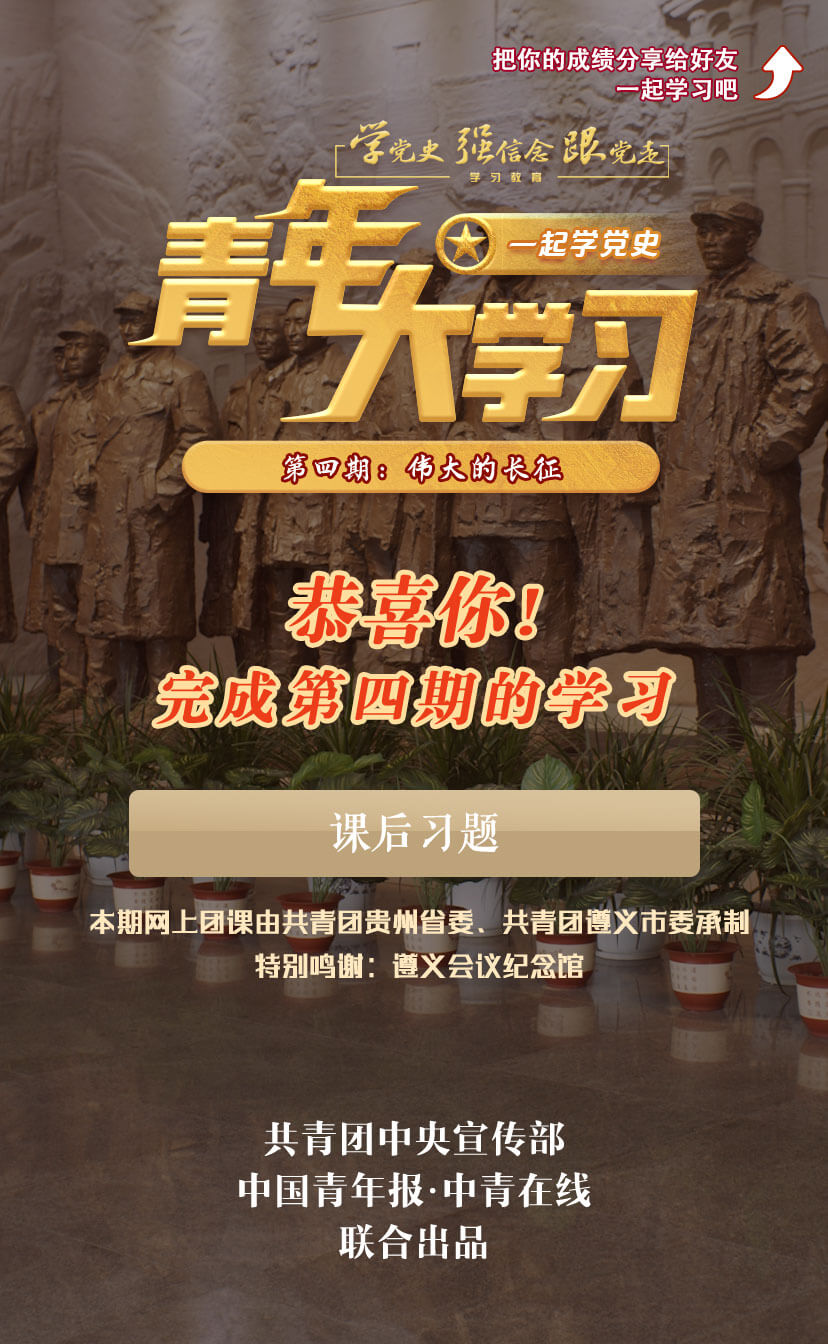 把你的成绩分享给好友
一起学习吧
学党史 强信念 跟党走
学习教育
青年大学习
一起学党史
第四期：伟大的长征
恭喜你！
完成第四期的学习
课后习题
本期网上团课由共青团贵州省委、共青团遵义市委承制
特别鸣谢：遵义会议纪念馆
共青团中央宣传部
中国青年报·中青在线
联合出品